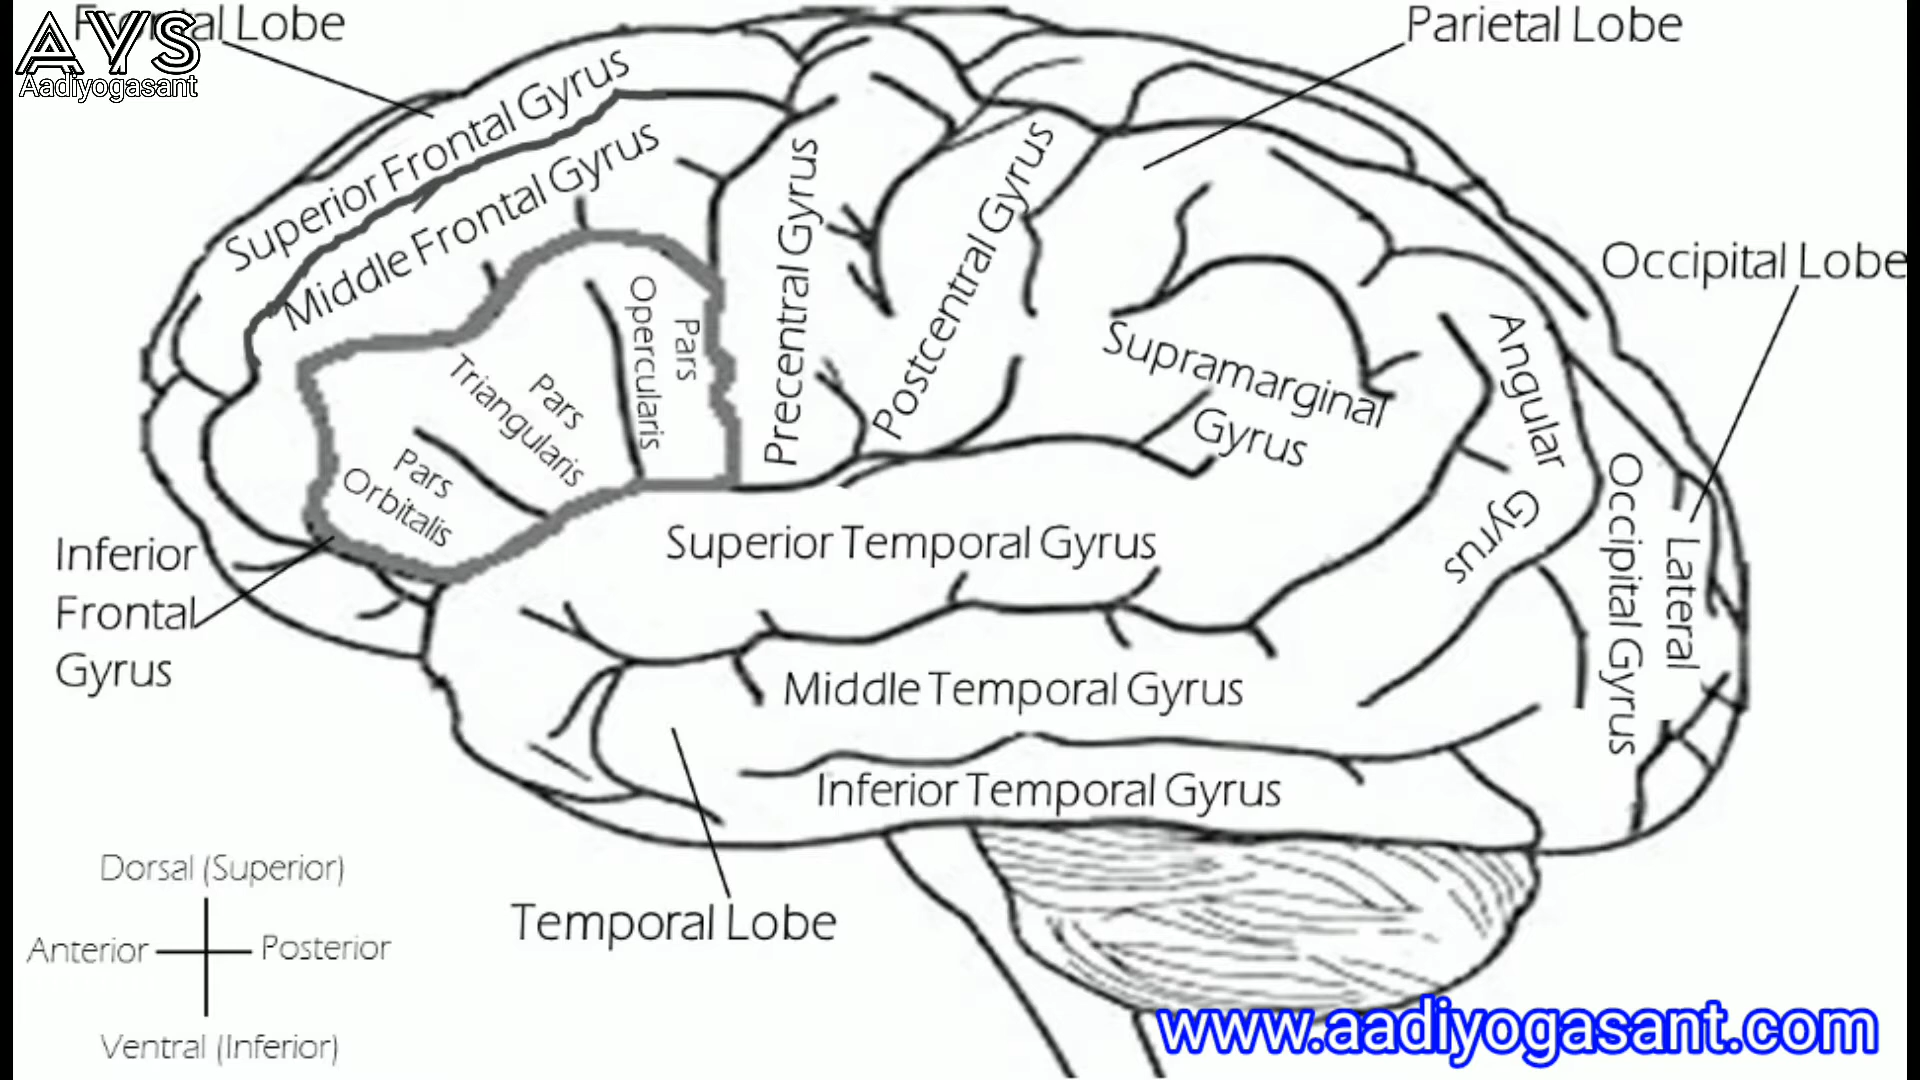 Frontal Lobe
AYS
Aadiyogasant
Parietal Lobe
Occipital Lobe
Superior Frontal Gyrus
Middle Frontal Gyrus
Precentral Gyrus
Postcentral Gyrus
Pars
Opercularis
Pars
Triangularis
Pars
Orbitalis
Supramarginal
Gyrus
Angular
Gyrus
Lateral
Occipital Gyrus
Inferior
Frontal
Gyrus
Superior Temporal Gyrus
Middle Temporal Gyrus
Inferior Temporal Gyrus
Temporal Lobe
Dorsal (Superior)
Anterior
Posterior
Ventral (Inferior)
www.aadiyogasant.com